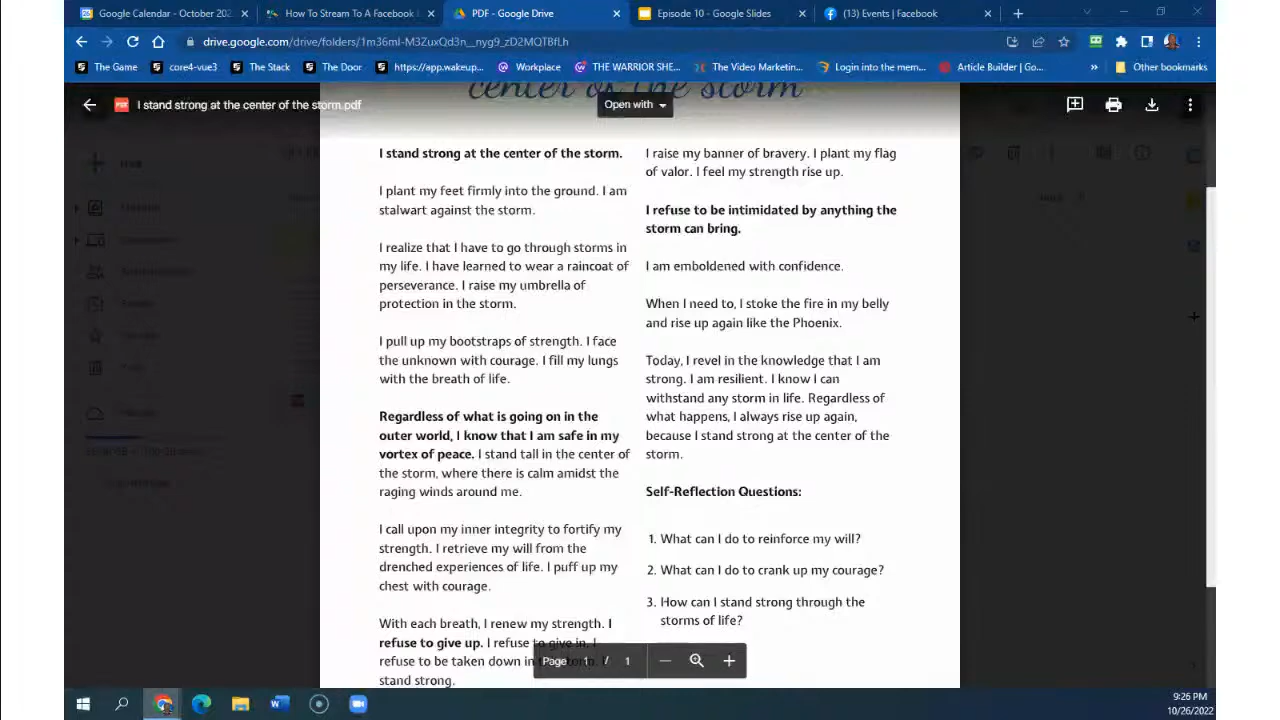 Google Calendar - October 202
How To Stream To A Facebook
PDF - Google Drive
Episode 10 - Google Slides
(13) Events | Facebook
drive.google.com/drive/folders/1m36mI-M3ZuxQd3n__nyg9_zD2MQTBfLh
The Game
core4-vue3
The Stack
The Door
https://app.wakeup...
Workplace
THE WARRIOR SHE...
The Video Marketin...
Login into the mem...
Article Builder | Go...
»
Other bookmarks
center of the storm
I stand strong at the center of the storm.pdf
Open with
I stand strong at the center of the storm.
I plant my feet firmly into the ground. I am
stalwart against the storm.
I realize that I have to go through storms in
my life. I have learned to wear a raincoat of
perseverance. I raise my umbrella of
protection in the storm.
I pull up my bootstraps of strength. I face
the unknown with courage. I fill my lungs
with the breath of life.
Regardless of what is going on in the
outer world, I know that I am safe in my
vortex of peace. I stand tall in the center of
the storm, where there is calm amidst the
raging winds around me.
I call upon my inner integrity to fortify my
strength. I retrieve my will from the
drenched experiences of life. I puff up my
chest with courage.
With each breath, I renew my strength. I
refuse to give up. I refuse to give in. I
refuse to be taken down in the storm. I
stand strong.
I raise my banner of bravery. I plant my flag
of valor. I feel my strength rise up.
I refuse to be intimidated by anything the
storm can bring.
I am emboldened with confidence.
When I need to, I stoke the fire in my belly
and rise up again like the Phoenix.
Today, I revel in the knowledge that I am
strong. I am resilient. I know I can
withstand any storm in life. Regardless of
what happens, I always rise up again,
because I stand strong at the center of the
storm.
Self-Reflection Questions:
1. What can I do to reinforce my will?
2. What can I do to crank up my courage?
3. How can I stand strong through the
storms of life?
Page 1 / 1
9:26 PM
10/26/2022